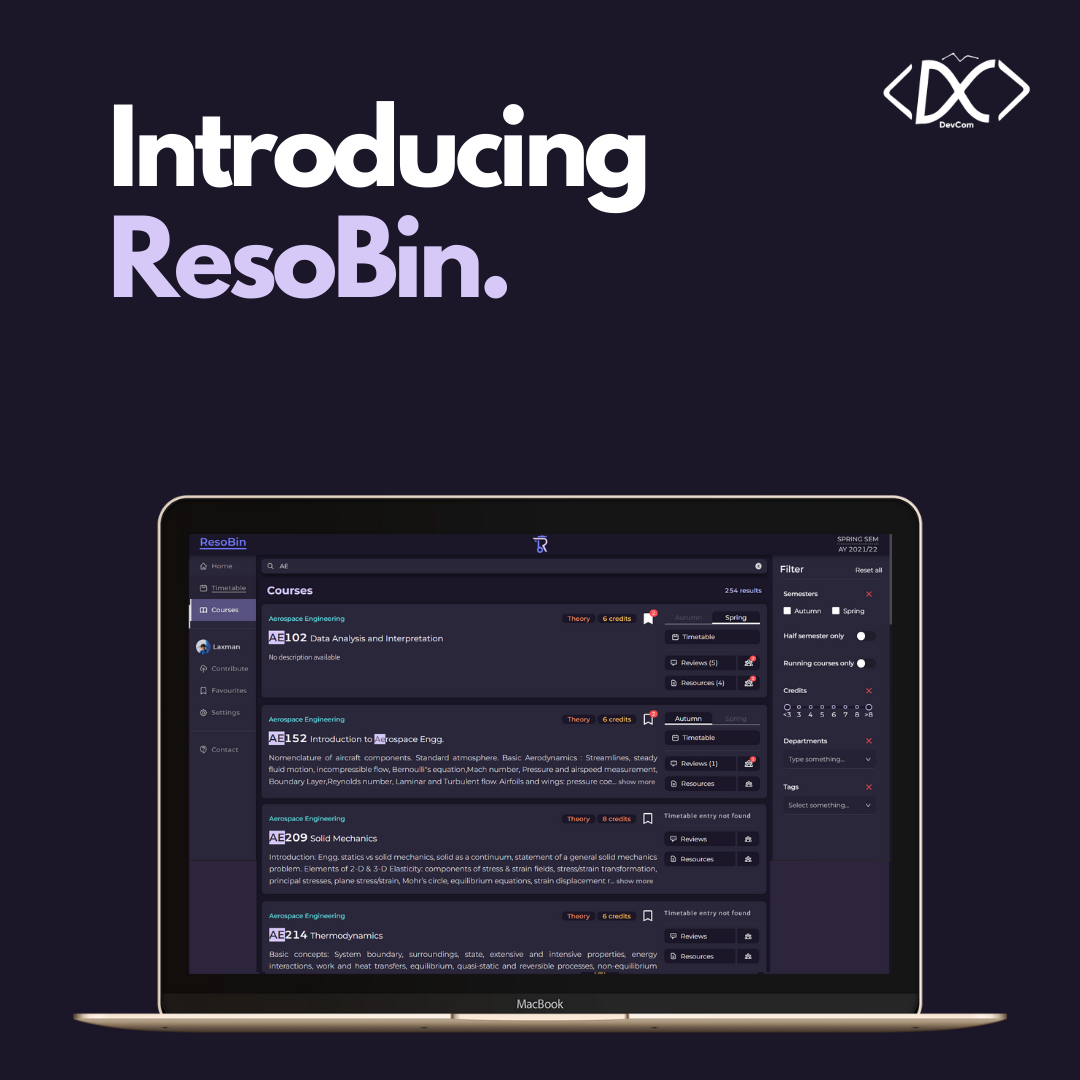 Introducing
ResoBin.
DevCom
ResoBin
SPRING SEM
AY 2021/22
Home
Timetable
Courses
Laxman
Contribute
Favourites
Settings
Contact
AE
Courses
254 results
Aerospace Engineering
Theory
6 credits
2
Autumn
Spring
AE102 Data Analysis and Interpretation
Timetable
No description available
Reviews (5)
Resources (4)
Aerospace Engineering
Theory
6 credits
Autumn
Spring
AE152 Introduction to Aerospace Engg.
Timetable
Nomenclature of aircraft components. Standard atmosphere. Basic Aerodynamics : Streamlines, steady
fluid motion, incompressible flow, Bernoulli"s equation,Mach number, Pressure and airspeed measurement,
Boundary Layer,Reynolds number, Laminar and Turbulent flow. Airfoils and wings: pressure coe... show more
Reviews (1)
Resources
Aerospace Engineering
Theory
8 credits
Timetable entry not found
AE209 Solid Mechanics
Introduction: Engg. statics vs solid mechanics, solid as a continuum, statement of a general solid mechanics
problem. Elements of 2-D & 3-D Elasticity: components of stress & strain fields, stress/strain transformation,
principal stresses, plane stress/strain, Mohr's circle, equilibrium equations, strain displacement r... show more
Reviews
Resources
Aerospace Engineering
Theory
6 credits
Timetable entry not found
AE214 Thermodynamics
Basic concepts: System boundary, surroundings, state, extensive and intensive properties, energy
interactions, work and heat transfers, equilibrium, quasi-static and reversible processes, non-equilibrium
Reviews
Resources
Filter
Reset all
Semesters
Autumn
Spring
Half semester only
Running courses only
Credits
<3 3 4 5 6 7 8 >8
Departments
Type something...
Tags
Select something...
MacBook